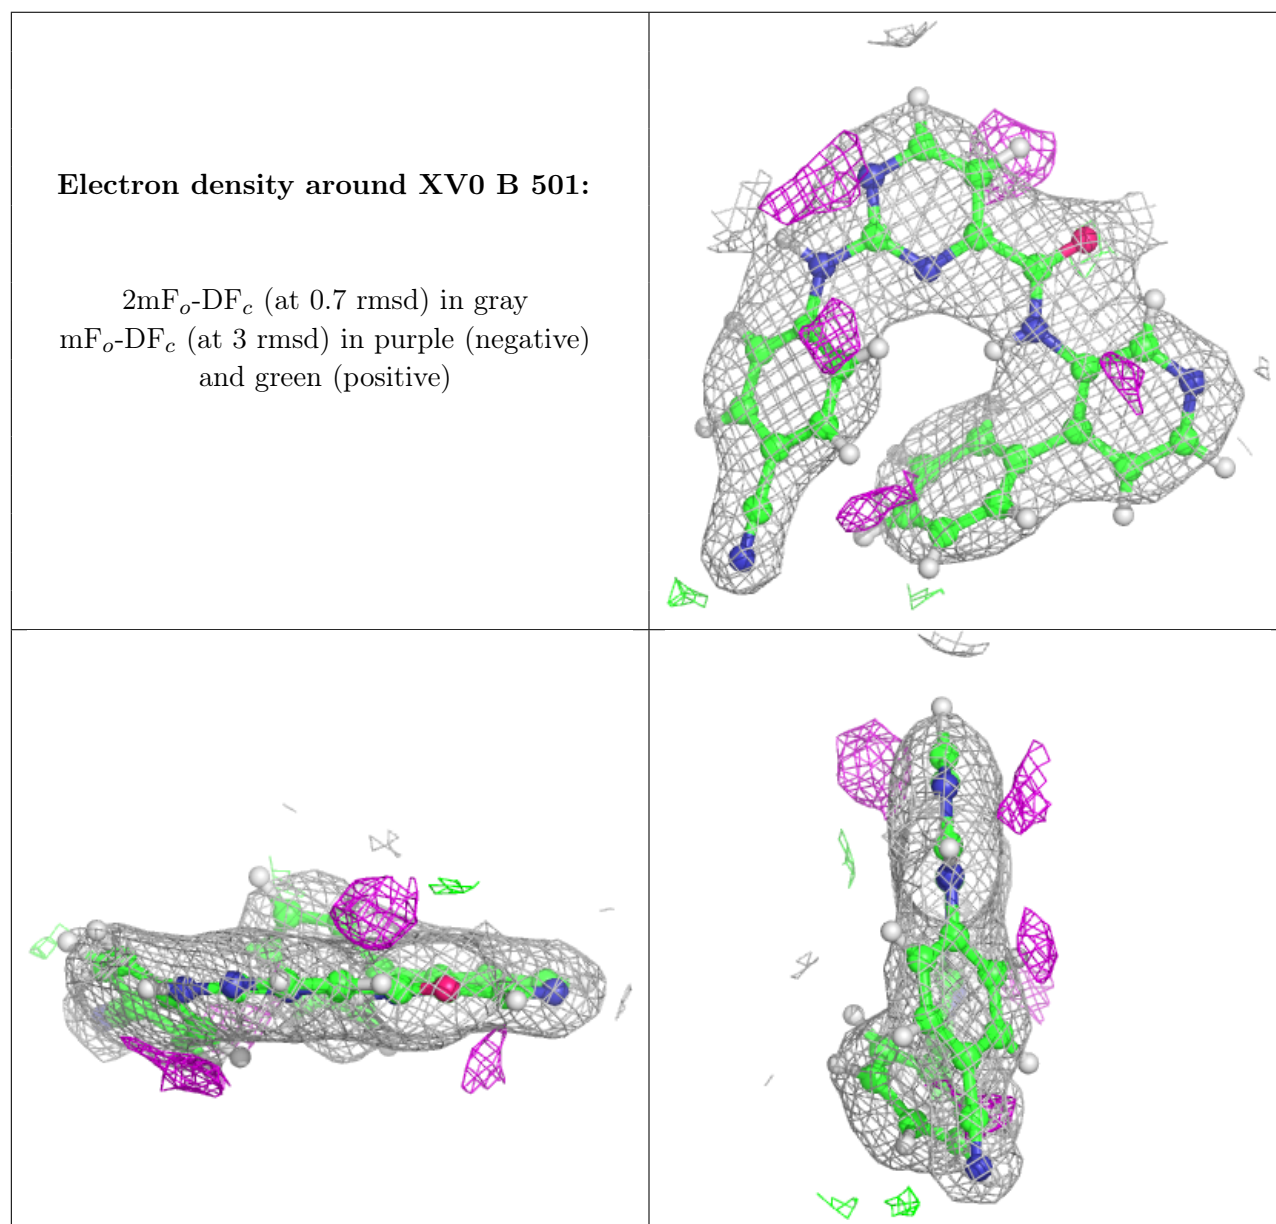 Electron density around XV0 B 501:
2mFo-DFc (at 0.7 rmsd) in gray
mFo-DFc (at 3 rmsd) in purple (negative)
and green (positive)